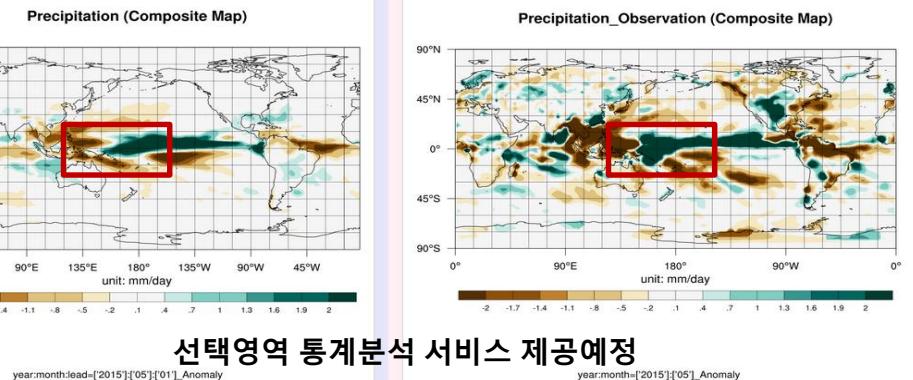 Precipitation (Composite Map)
90°E 135°E 180° 135°W 90°W 45°W
unit: mm/day
.4 -1.1 -.8 -.5 -.2 .1 .4 .7 1 1.3 1.6 1.9 2
Precipitation_Observation (Composite Map)
90°N
45°N
0°
45°S
90°S
0° 90°E 180° 90°W 0°
unit: mm/day
-2 -1.7 -1.4 -1.1 -.8 -.5 -.2 .1 .4 .7 1 1.3 1.6 1.9 2
선택영역 통계분석 서비스 제공예정
year:month:lead=['2015']:['05']:['01']_Anomaly
year:month=['2015']:['05']_Anomaly